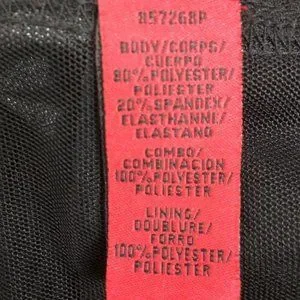 857268P
BODY/CORPS/
CUERPO
80%POLYESTER/
POLIESTER
20%SPANDEX/
ELASTHANNE/
ELASTANO
COMBO/
COMBINACION
100%POLYESTER/
POLIESTER
LINING/
DOUBLURE/
FORRO
100%POLYESTER/
POLIESTER